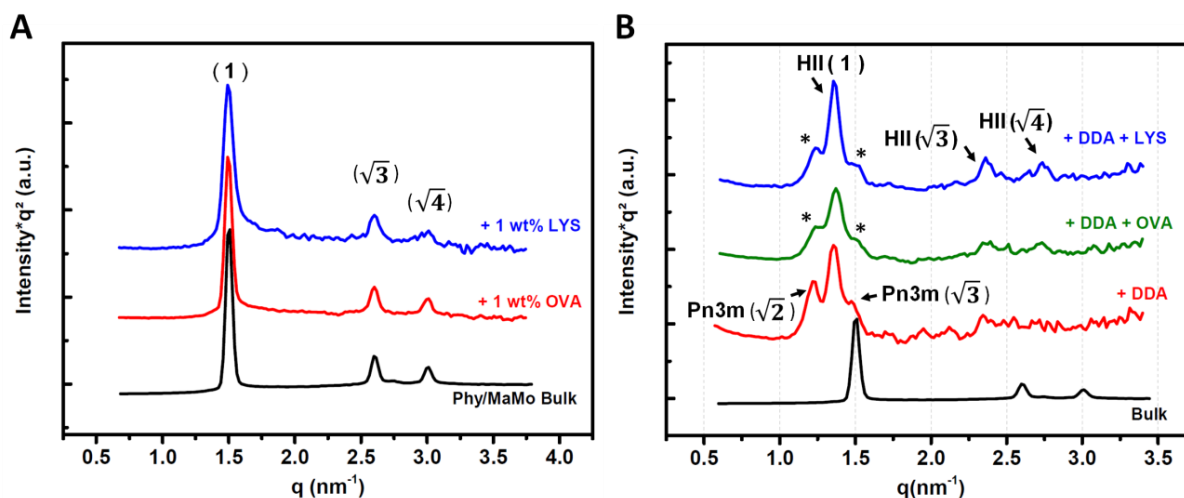 A
(1)
(√3)
(√4)
+ 1 wt% LYS
+ 1 wt% OVA
Phy/MaMo Bulk
Intensity*q² (a.u.)
0.5 1.0 1.5 2.0 2.5 3.0 3.5 4.0
q (nm⁻¹)
B
HII (1)
HII (√3)
HII (√4)
* *
+ DDA + LYS
* *
+ DDA + OVA
Pn3m (√2)
Pn3m (√3)
+ DDA
Bulk
Intensity*q² (a.u.)
0.5 1.0 1.5 2.0 2.5 3.0 3.5
q(nm⁻¹)